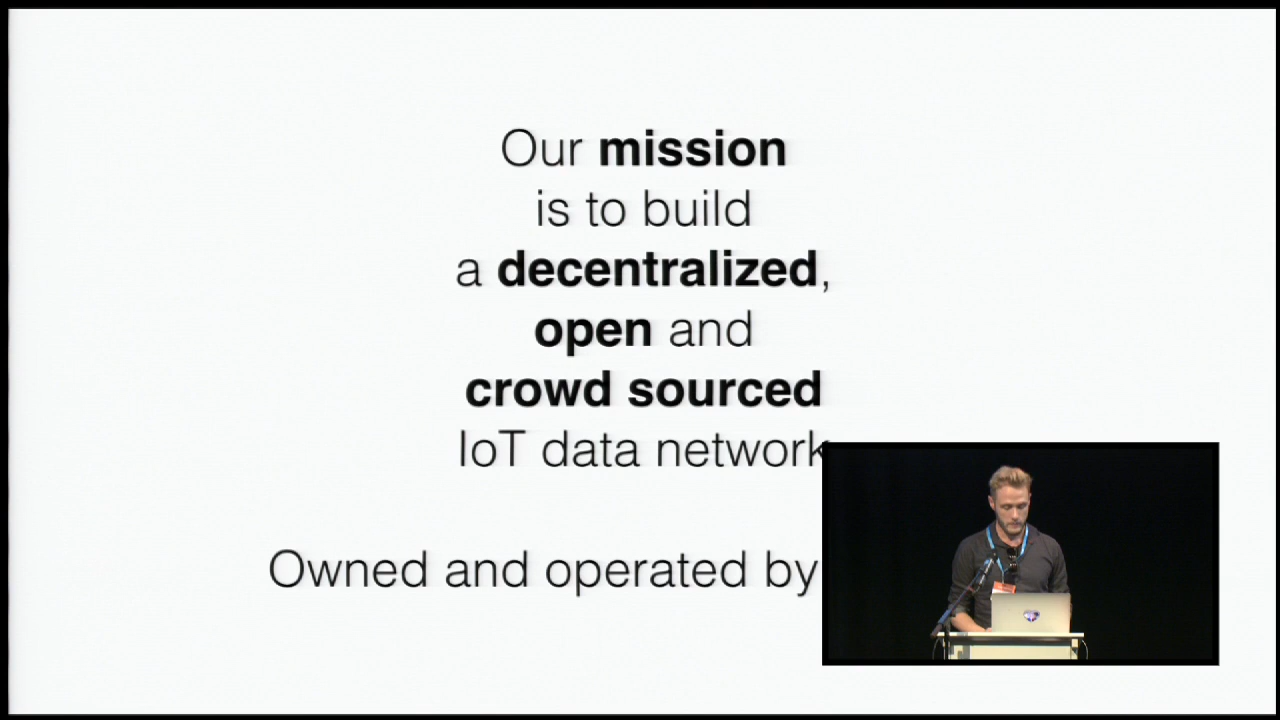 Our mission
is to build
a decentralized,
open and
crowd sourced
IoT data network
Owned and operated by